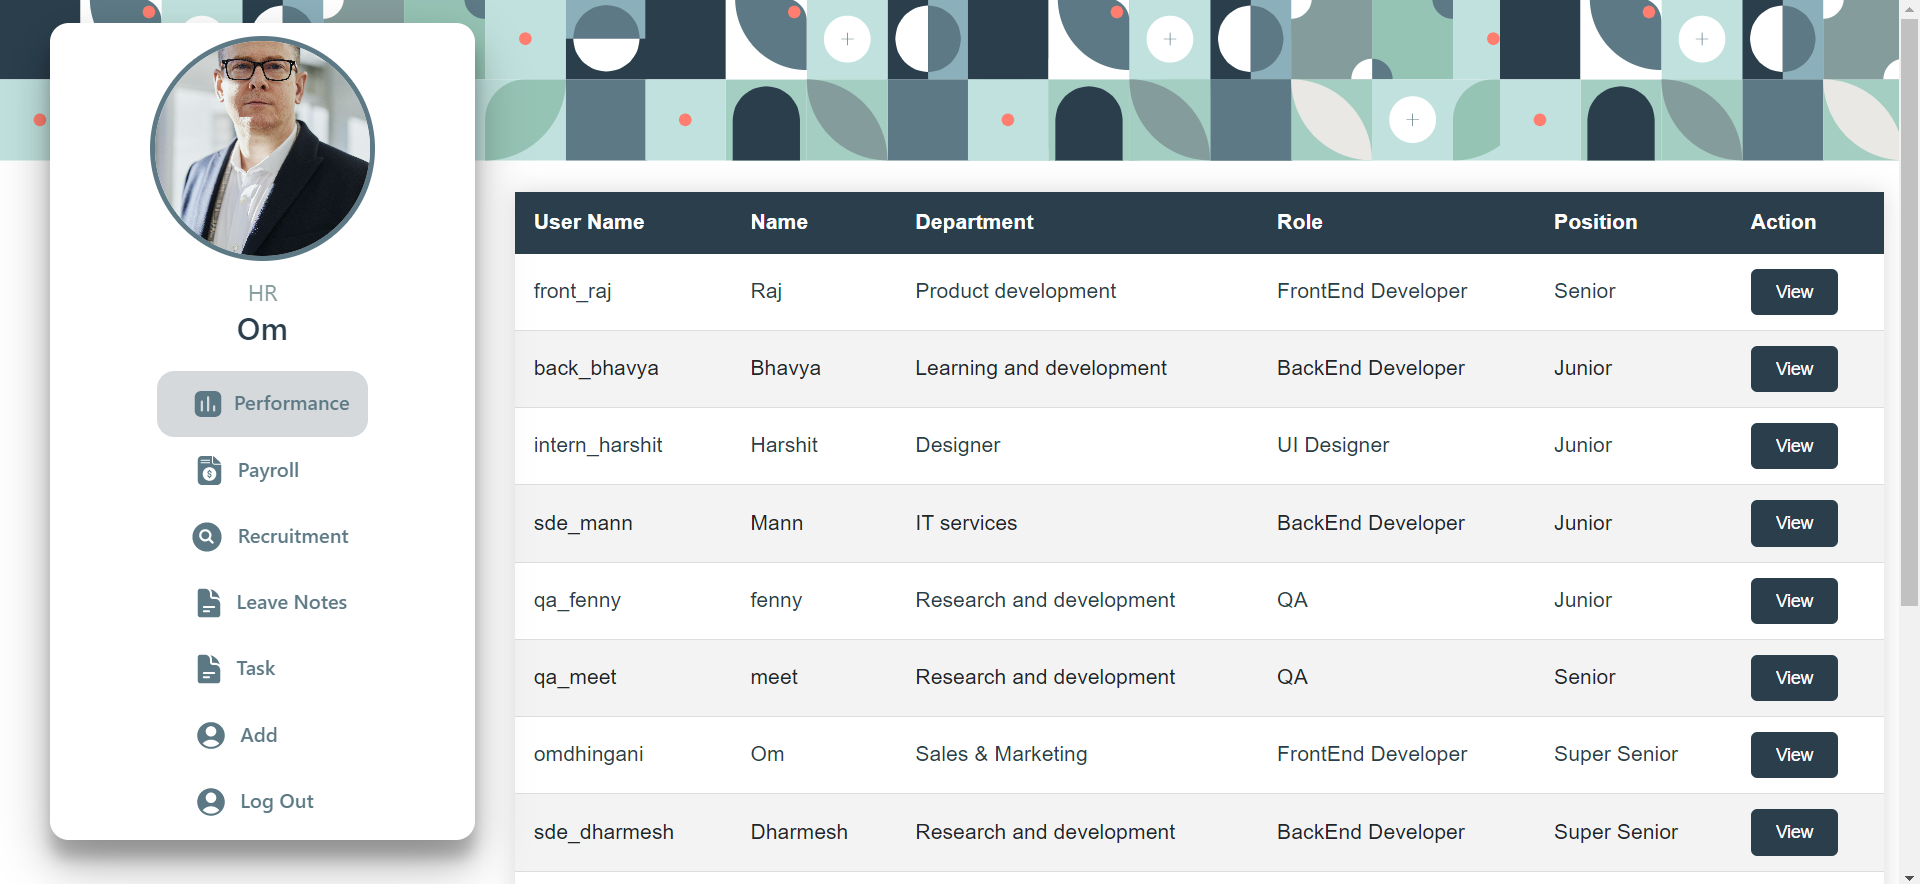 HR
Om
Performance
Payroll
Recruitment
Leave Notes
Task
Add
Log Out
User Name Name Department Role Position Action
front_raj Raj Product development FrontEnd Developer Senior View
back_bhavya Bhavya Learning and development BackEnd Developer Junior View
intern_harshit Harshit Designer UI Designer Junior View
sde_mann Mann IT services BackEnd Developer Junior View
qa_fenny fenny Research and development QA Junior View
qa_meet meet Research and development QA Senior View
omdhingani Om Sales & Marketing FrontEnd Developer Super Senior View
sde_dharmesh Dharmesh Research and development BackEnd Developer Super Senior View